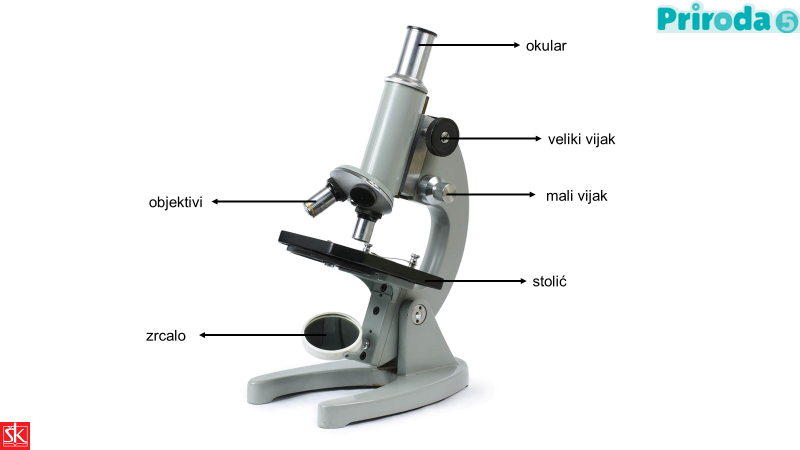 Priroda 5
okular
veliki vijak
mali vijak
objektivi
stolić
zrcalo
ŠK